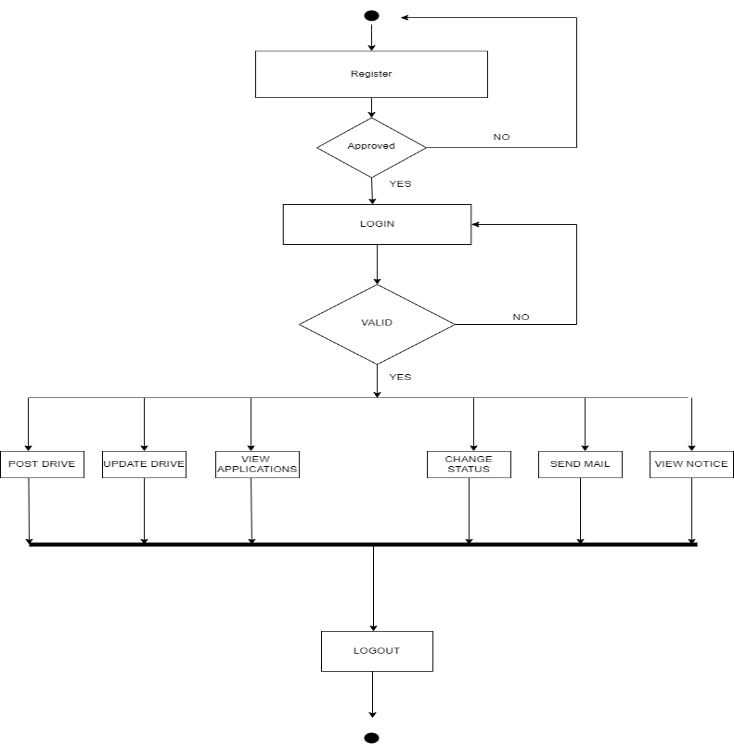 Register
Approved
NO
YES
LOGIN
VALID
NO
YES
POST DRIVE
UPDATE DRIVE
VIEW
APPLICATIONS
CHANGE
STATUS
SEND MAIL
VIEW NOTICE
LOGOUT